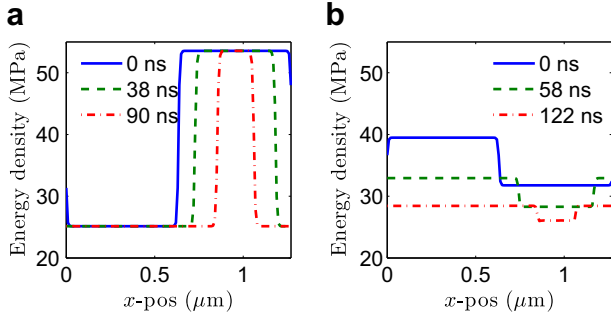 a
b
0 ns
38 ns
90 ns
0 ns
58 ns
122 ns
Energy density (MPa)
50
40
30
20
0
0.5
1
x-pos (μm)
Energy density (MPa)
50
40
30
20
0
0.5
1
x-pos (μm)